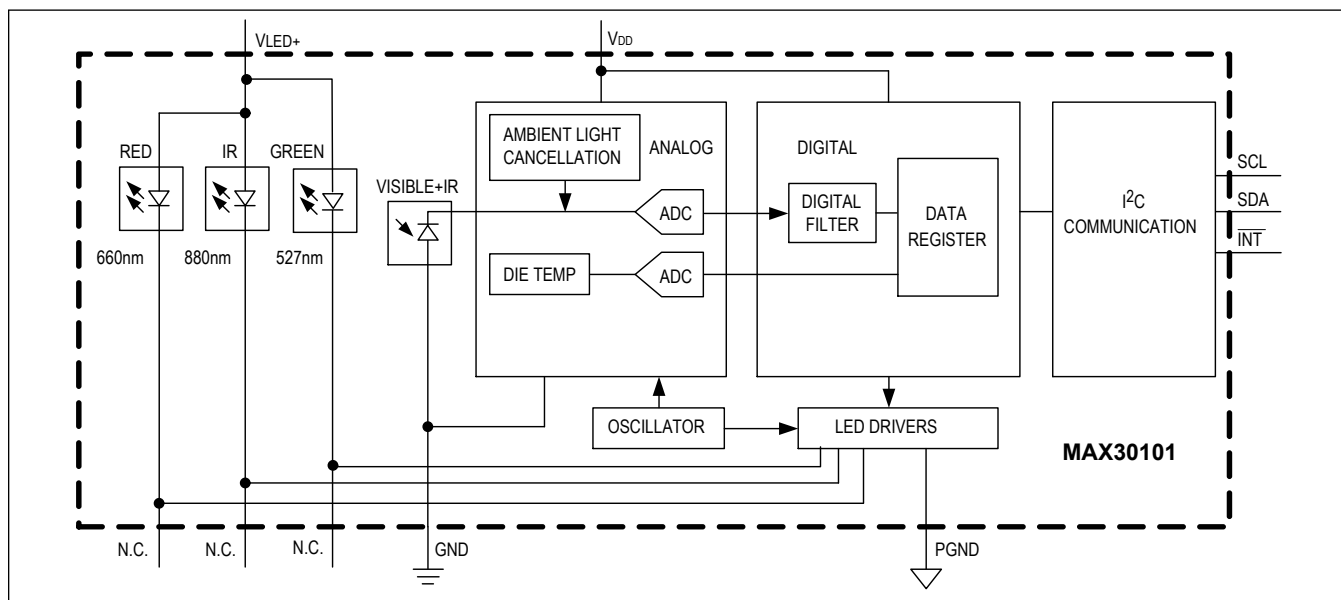 VLED+
VDD
RED
IR
GREEN
660nm
880nm
527nm
VISIBLE+IR
AMBIENT LIGHT
CANCELLATION
ANALOG
ADC
DIE TEMP
ADC
DIGITAL
DIGITAL
FILTER
DATA
REGISTER
I2C
COMMUNICATION
SCL
SDA
INT
OSCILLATOR
LED DRIVERS
MAX30101
N.C.
N.C.
N.C.
GND
PGND